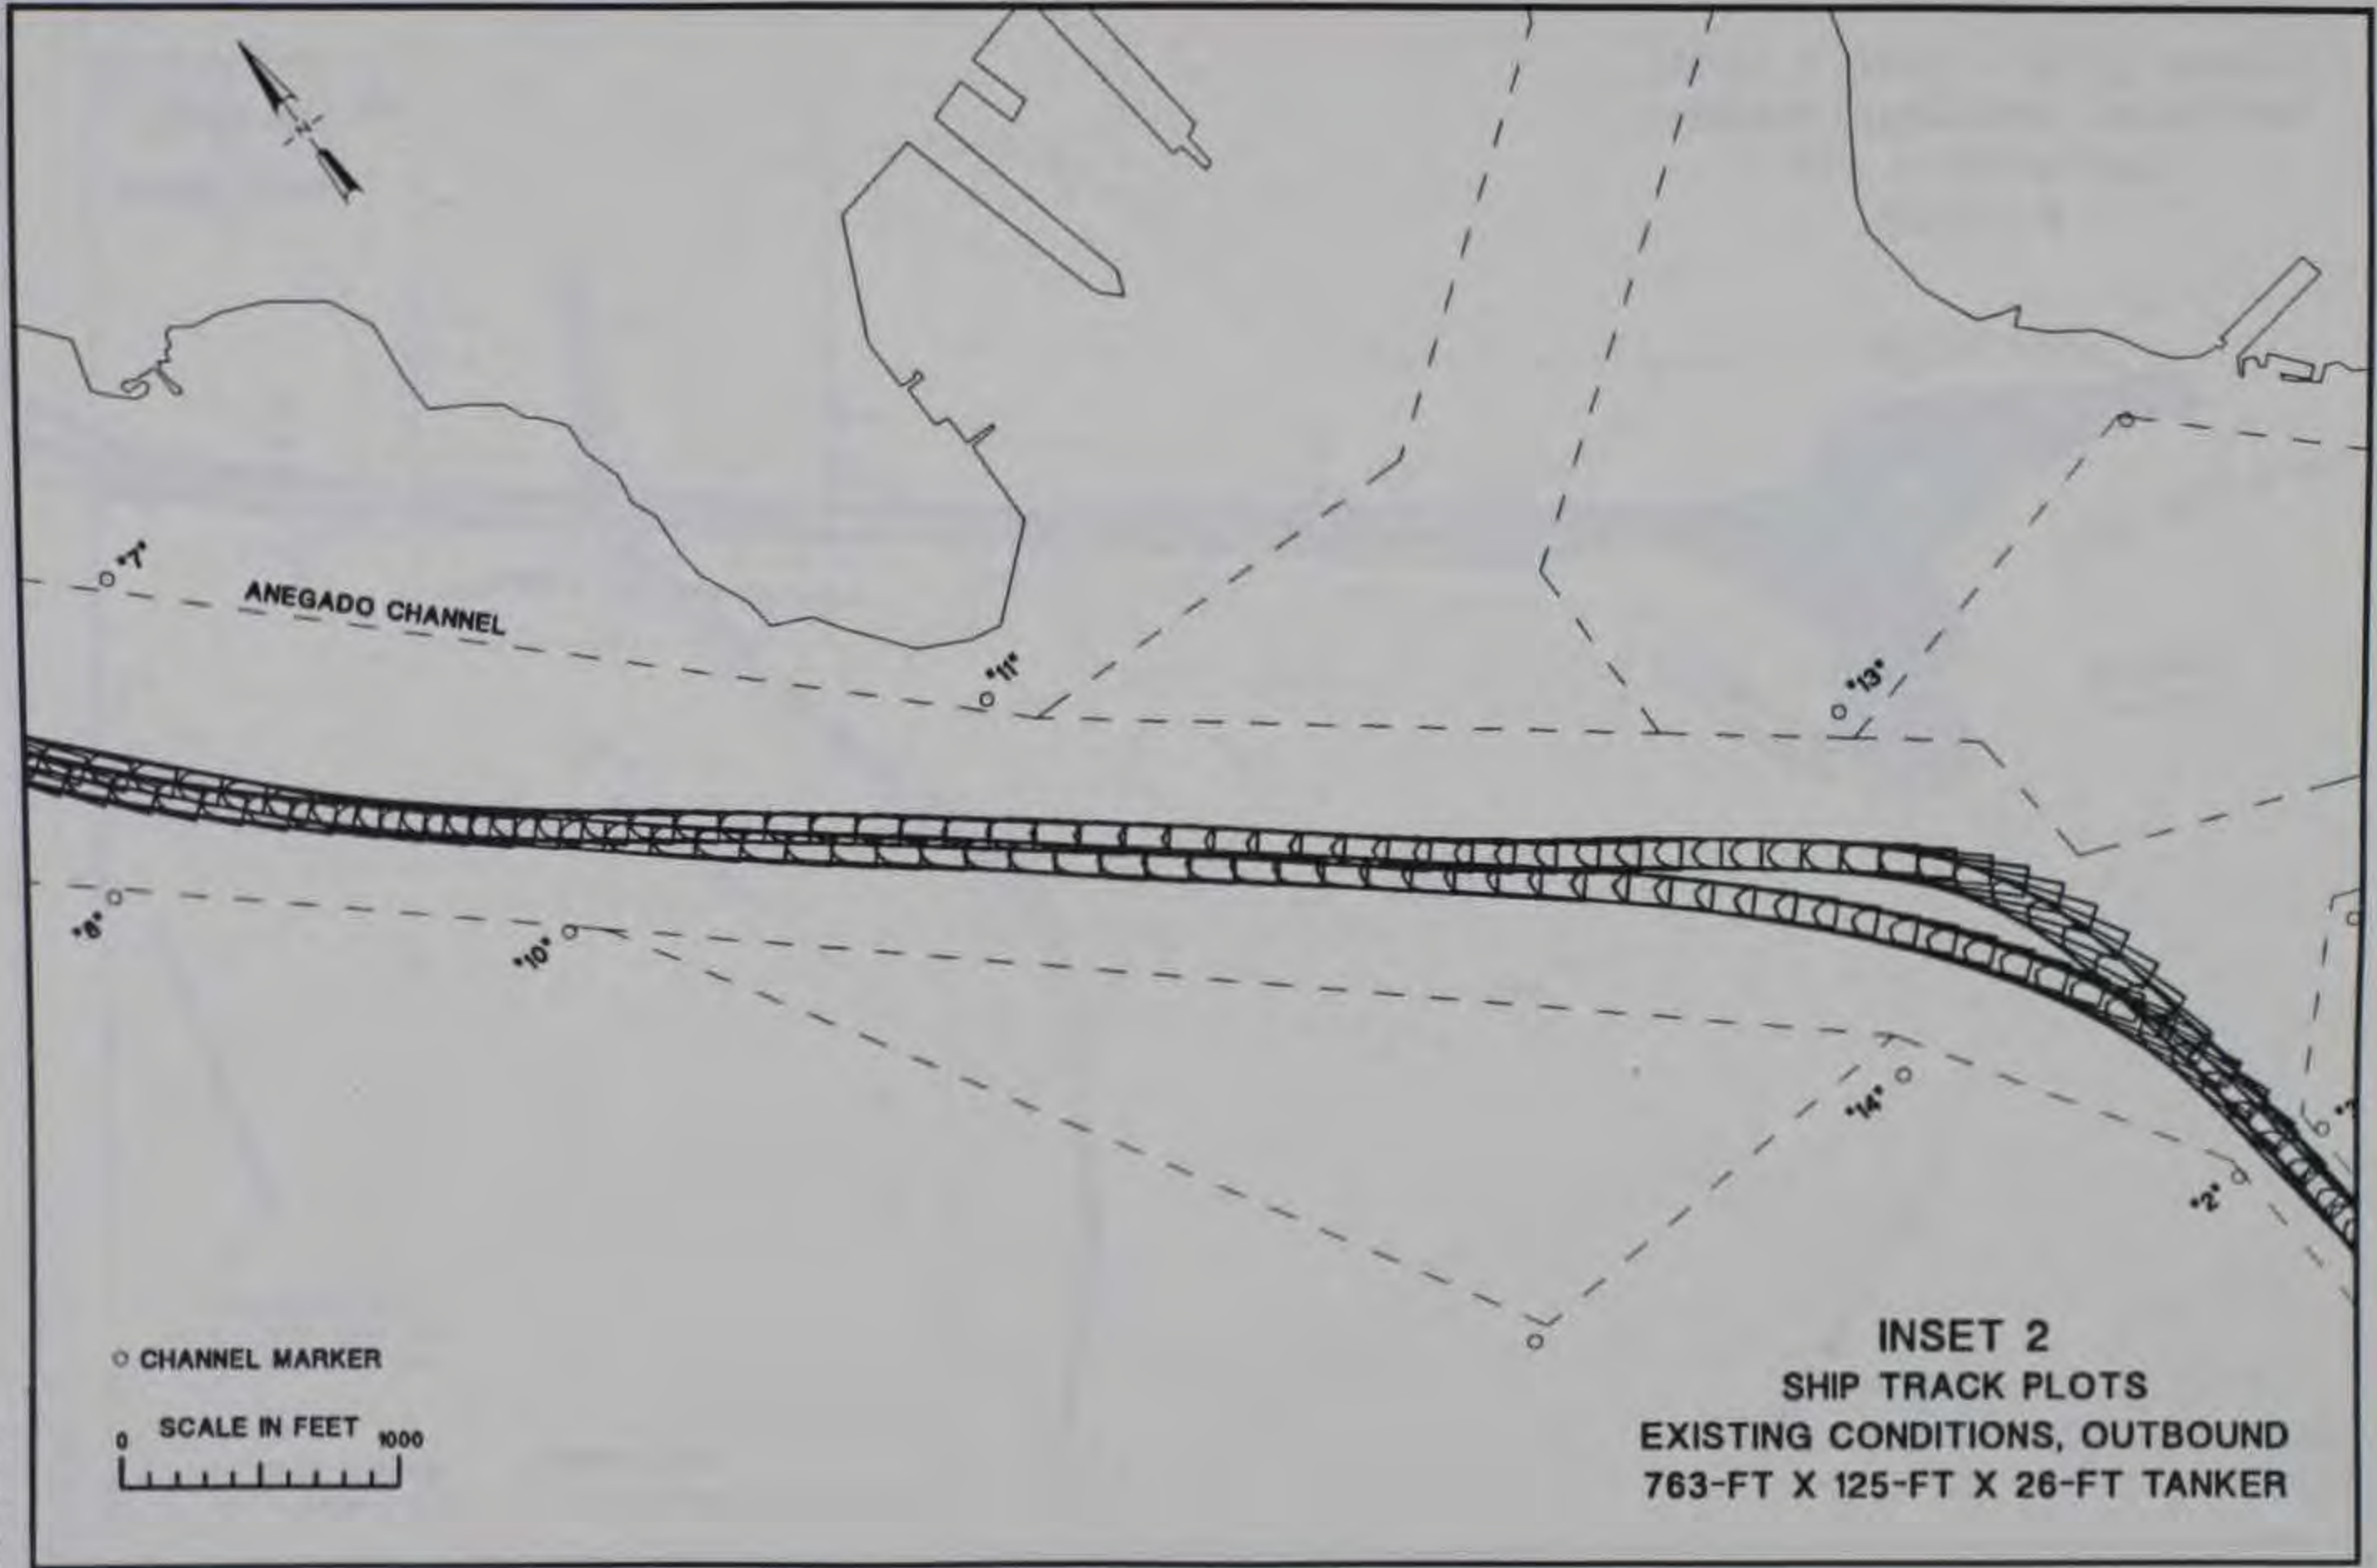 N
"7"
ANEGADO CHANNEL
"11"
"13"
"8"
"10"
"14"
"2"
O CHANNEL MARKER
SCALE IN FEET
0 1000
INSET 2
SHIP TRACK PLOTS
EXISTING CONDITIONS, OUTBOUND
763-FT X 125-FT X 26-FT TANKER